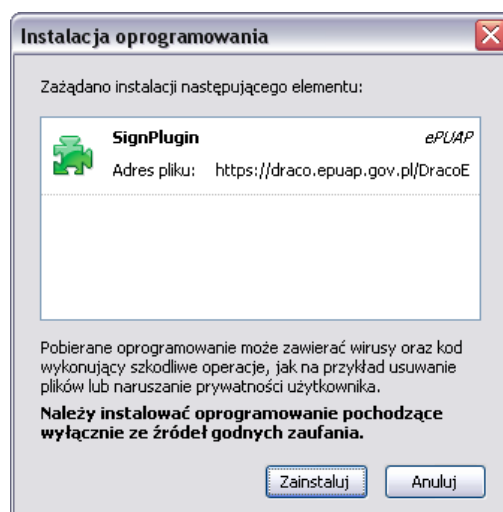 Instalacja oprogramowania
Zażądano instalacji następującego elementu:
SignPlugin ePUAP
Adres pliku: https://draco.epuap.gov.pl/DracoE
Pobierane oprogramowanie może zawierać wirusy oraz kod
wykonujący szkodliwe operacje, jak na przykład usuwanie
plików lub naruszanie prywatności użytkownika.
Należy instalować oprogramowanie pochodzące
wyłącznie ze źródeł godnych zaufania.
Zainstaluj Anuluj